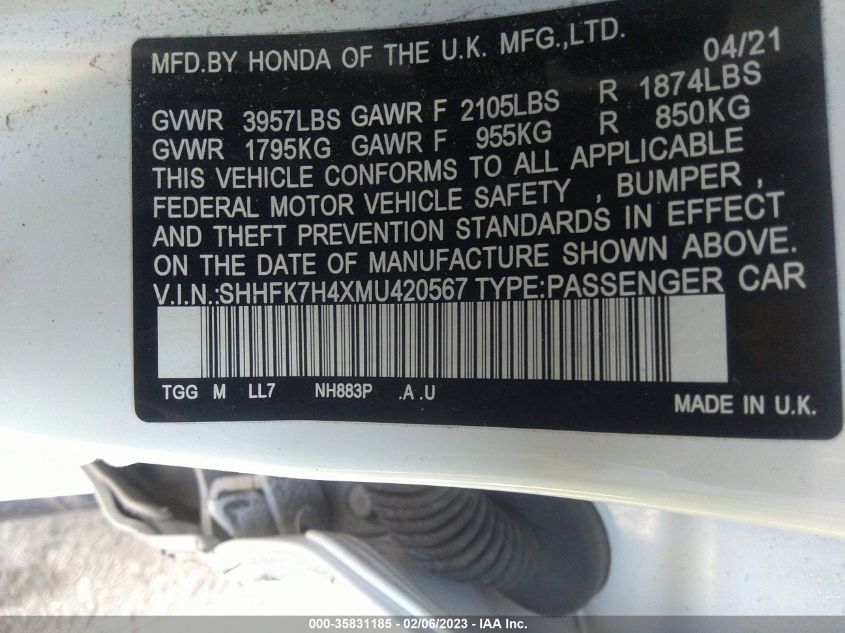 MFD.BY HONDA OF THE U.K. MFG.,LTD. 04/21
GVWR 3957LBS GAWR F 2105LBS R 1874LBS
GVWR 1795KG GAWR F 955KG R 850KG
THIS VEHICLE CONFORMS TO ALL APPLICABLE
FEDERAL MOTOR VEHICLE SAFETY , BUMPER ,
AND THEFT PREVENTION STANDARDS IN EFFECT
ON THE DATE OF MANUFACTURE SHOWN ABOVE.
V.I.N.:SHHFK7H4XMU420567 TYPE:PASSENGER CAR
TGG M LL7 NH883P .A .U
MADE IN U.K.
000-35831185 - 02/06/2023 - IAA Inc.